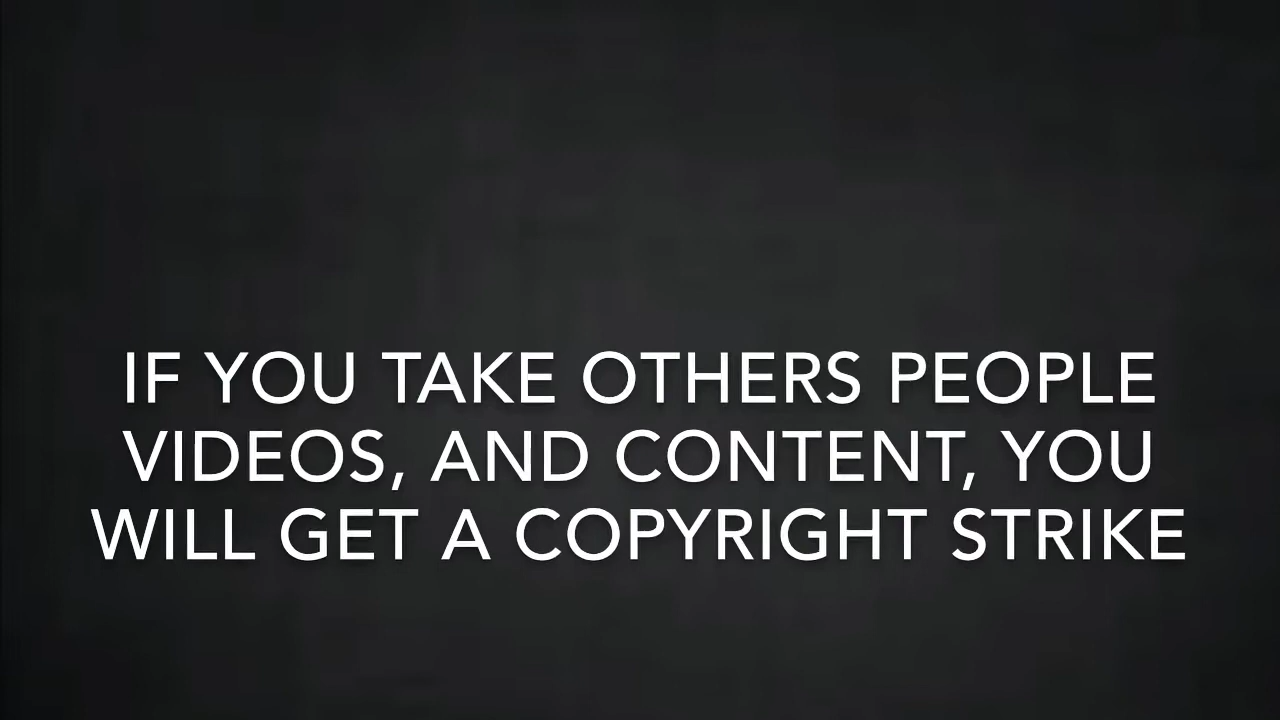 IF YOU TAKE OTHERS PEOPLE
VIDEOS, AND CONTENT, YOU
WILL GET A COPYRIGHT STRIKE